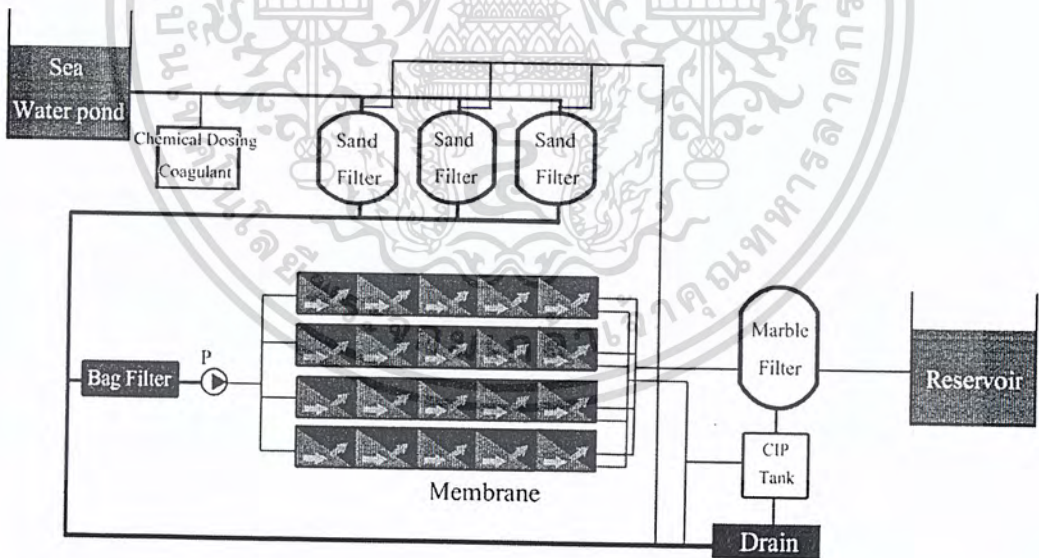 Sea
Water pond
Chemical Dosing
Coagulant
Sand
Filter
Sand
Filter
Sand
Filter
Bag Filter
P
Membrane
Marble
Filter
CIP
Tank
Reservoir
Drain